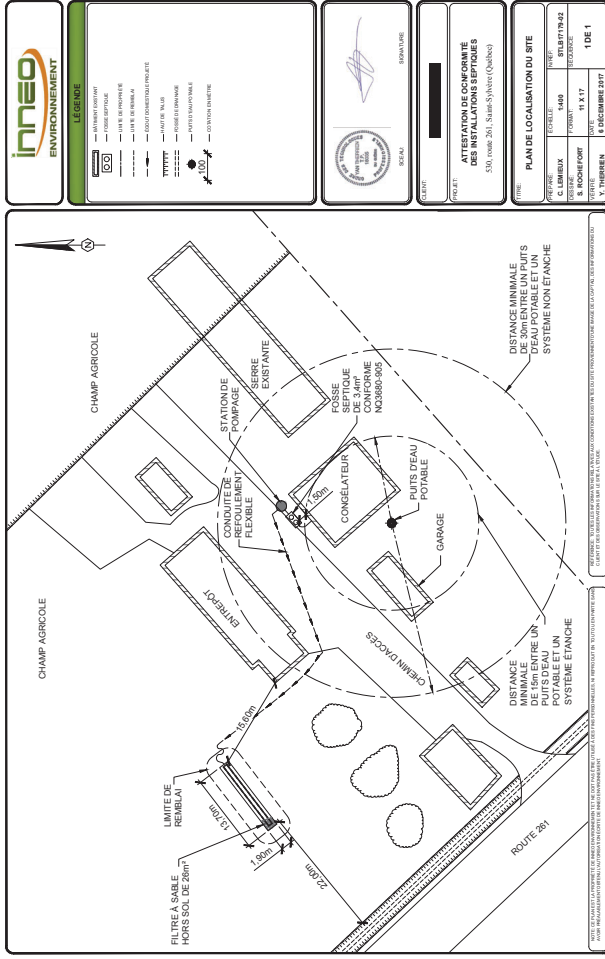 inneo
ENVIRONNEMENT
LÉGENDE
BÂTIMENT EXISTANT
FOSSE SEPTIQUE
LIMITE DE PROPRIÉTÉ
LIMITE DE REMBLAI
ÉGOUT DOMESTIQUE PROJETÉ
HAUT DE TALUS
FOSSÉ DE DRAINAGE
PUITS D'EAU POTABLE
100
COTATION EN MÈTRE
SCEAU:
SIGNATURE:
CLIENT:
PROJET:
ATTESTATION DE OCNFORMITÉ
DES INSTALLATIONS SEPTIQUES
530, route 261, Saint-Sylvère (Québec)
TITRE:
PLAN DE LOCALISATION DU SITE
PRÉPARÉ:
C. LEMIEUX
ÉCHELLE:
1:400
N/RÉF:
STLB17179-02
DESSINÉ:
S. ROCHEFORT
FORMAT:
11 X 17
SÉQUENCE:
1 DE 1
VÉRIFIÉ:
Y. THERRIEN
DATE:
6 DÉCEMBRE 2017
N
CHAMP AGRICOLE
CHAMP AGRICOLE
STATION DE
POMPAGE
SERRE
EXISTANTE
CONDUITE DE
REFOULEMENT
FLEXIBLE
FOSSE
SEPTIQUE
DE 3,4m³
CONFORME
NQ3680-905
1,50m
CONGÉLATEUR
ENTREPÔT
PUITS D'EAU
POTABLE
GARAGE
CHEMIN D'ACCÈS
DISTANCE MINIMALE
DE 30m ENTRE UN PUITS
D'EAU POTABLE ET UN
SYSTÈME NON ÉTANCHE
DISTANCE
MINIMALE
DE 15m ENTRE UN
PUITS D'EAU
POTABLE ET UN
SYSTÈME ÉTANCHE
LIMITE DE
REMBLAI
15,60m
13,70m
1,90m
22,00m
FILTRE À SABLE
HORS SOL DE 26m²
ROUTE 261